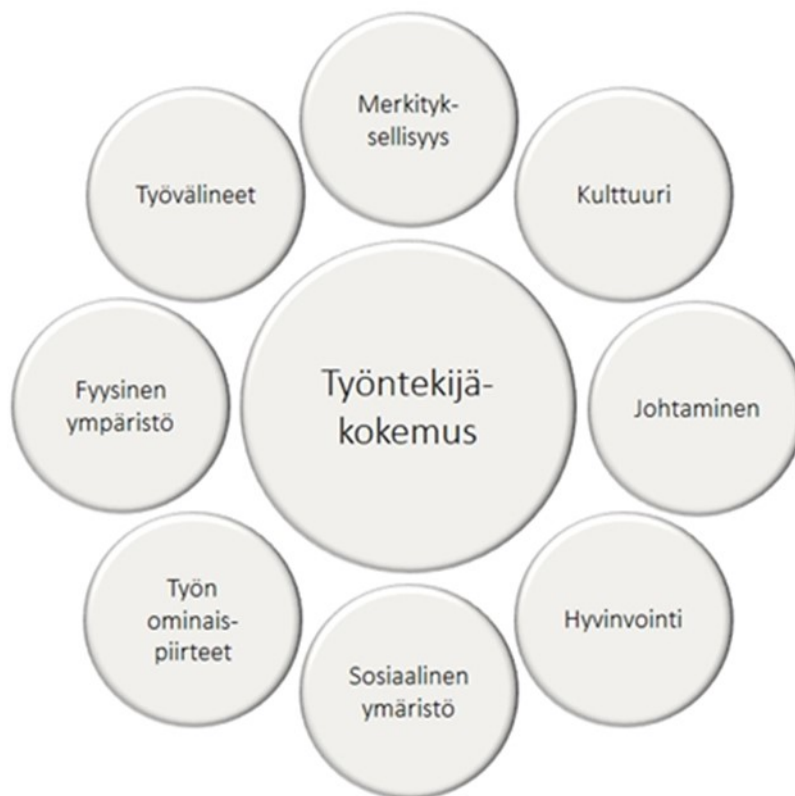 Merkityk-
sellisyys
Työvälineet
Kulttuuri
Fyysinen
ympäristö
Työntekijä-
kokemus
Johtaminen
Työn
ominais-
piirteet
Hyvinvointi
Sosiaalinen
ymäristö